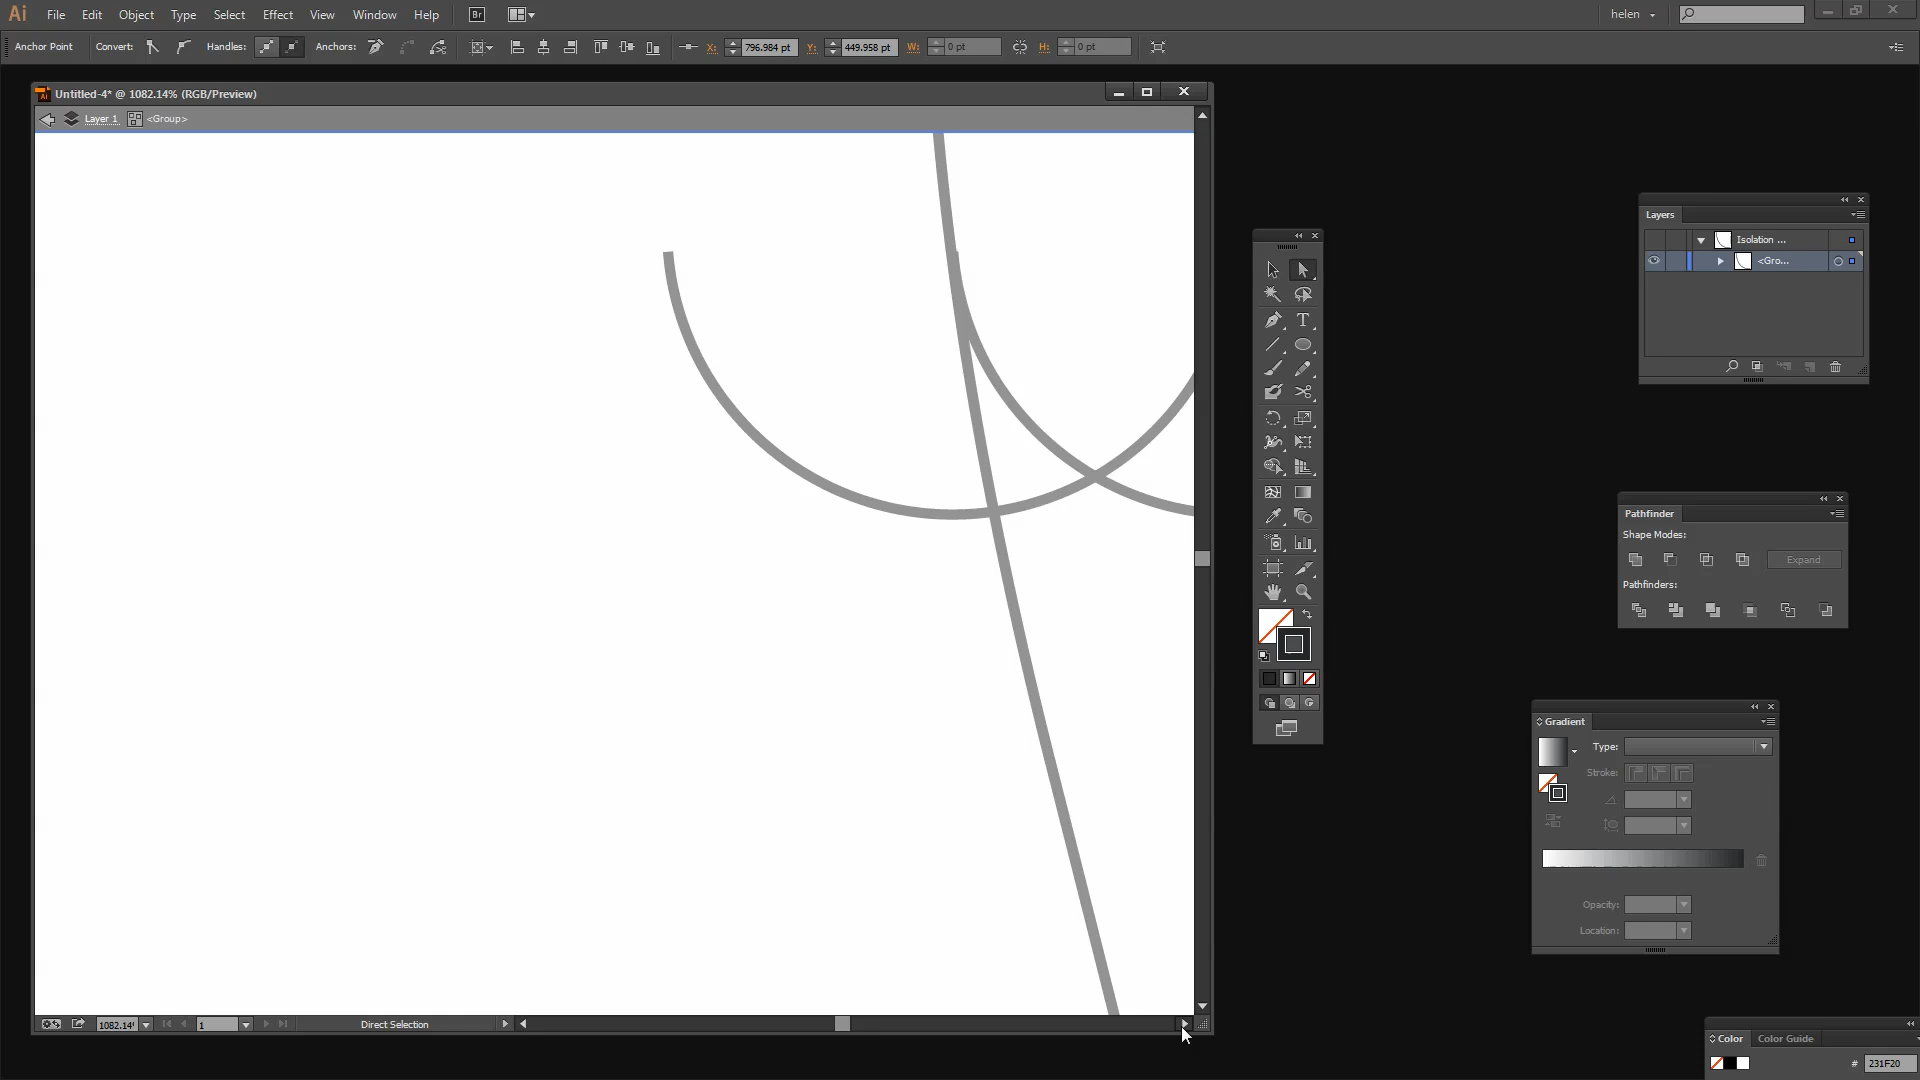 Ai File Edit Object Type Select Effect View Window Help Br helen
Anchor Point Convert: Handles: Anchors: X: 796.984 pt Y: 449.958 pt W: 0 pt H: 0 pt
Untitled-4* @ 1082.14% (RGB/Preview)
Layer 1 <Group>
Layers
Isolation ...
<Gro...
Pathfinder
Shape Modes:
Expand
Pathfinders:
Gradient
Type:
Stroke:
Opacity:
Location:
1082.14% 1 Direct Selection
Color Color Guide
# 231F20